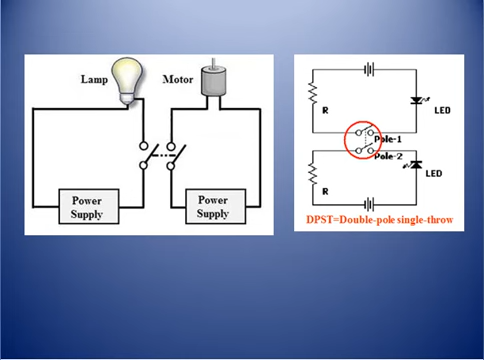 Lamp
Motor
Power
Supply
Power
Supply
R
LED
Pole-1
Pole-2
LED
R
DPST=Double-pole single-throw